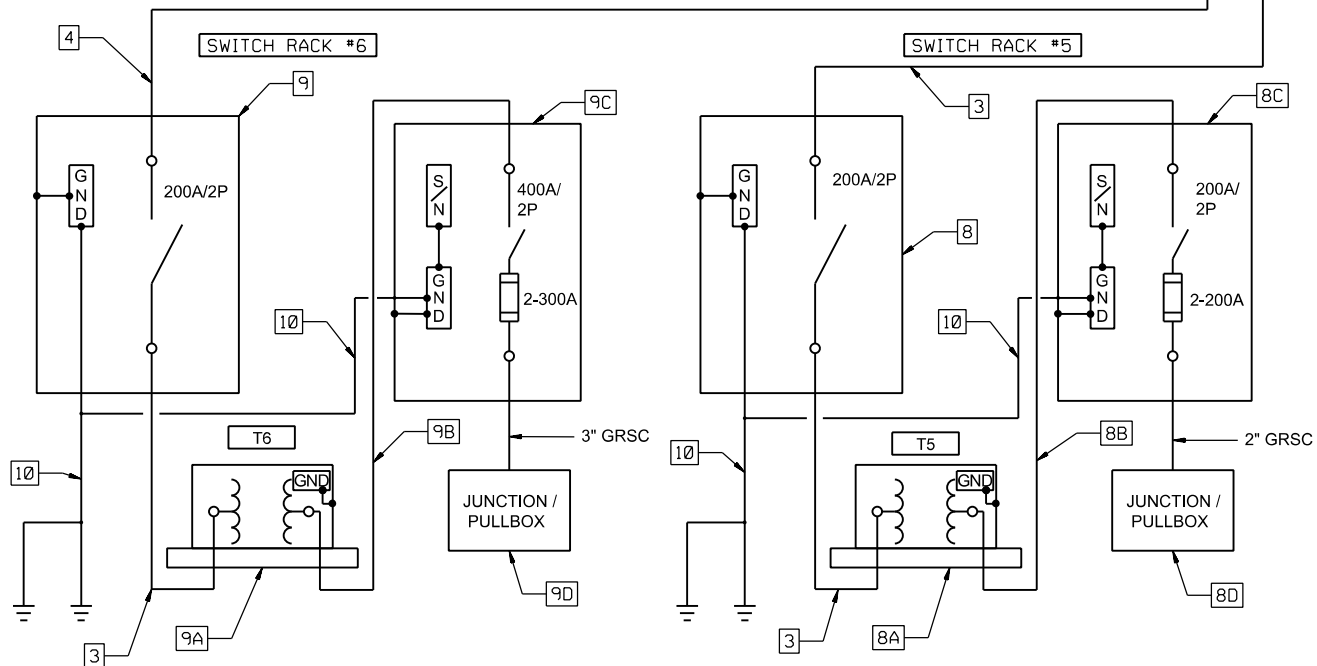 4
SWITCH RACK #6
SWITCH RACK #5
9
9C
3
8C
G
N
D
200A/2P
S/N
400A/
2P
G
N
D
200A/2P
S/N
200A/
2P
8
G
N
D
2-300A
G
N
D
2-200A
10
10
T6
9B
3" GRSC
T5
8B
2" GRSC
10
GND
JUNCTION /
PULLBOX
10
GND
JUNCTION /
PULLBOX
9D
8D
3
9A
3
8A